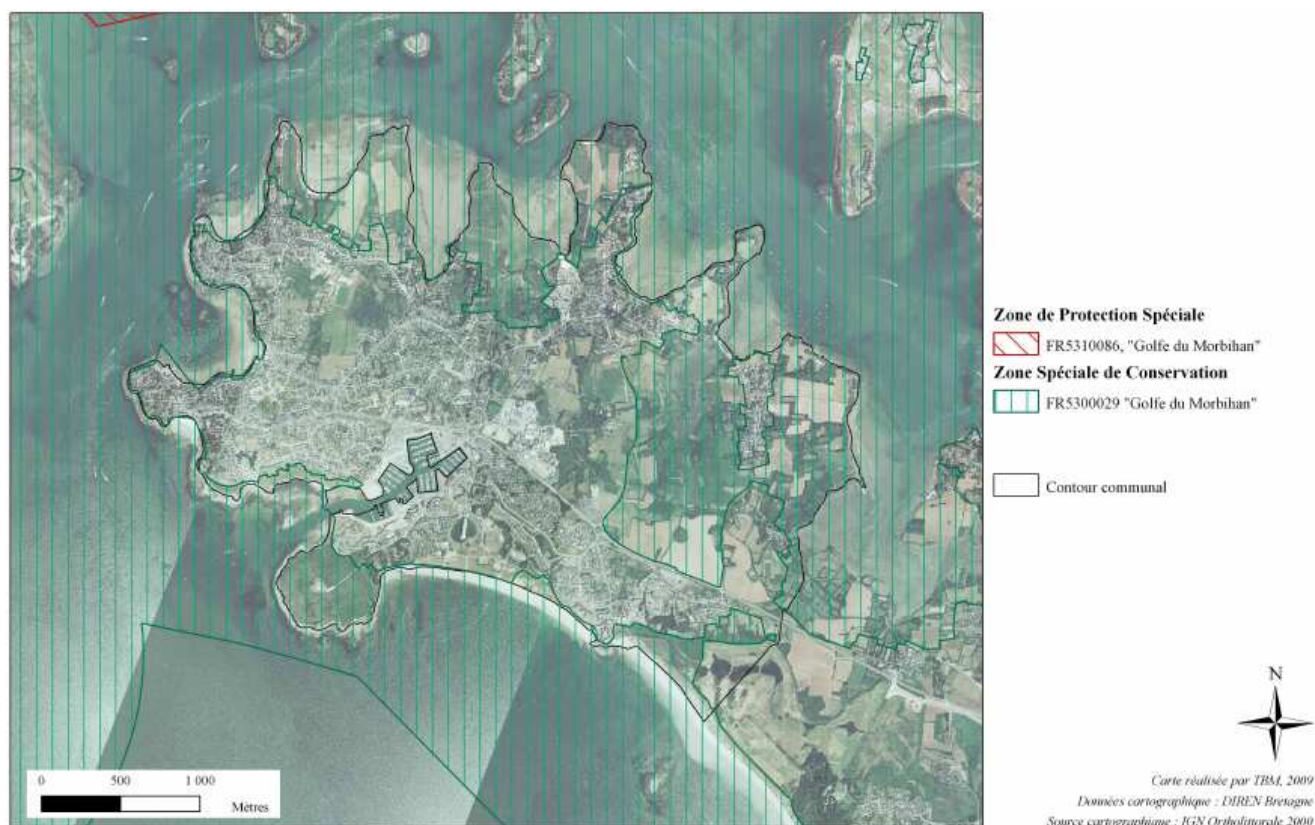 Zone de Protection Spéciale
FR5310086, "Golfe du Morbihan"
Zone Spéciale de Conservation
FR5300029 "Golfe du Morbihan"
Contour communal
N
0 500 1 000
Mètres
Carte réalisée par TBM, 2009
Données cartographique : DIREN Bretagne
Source cartographique : IGN Ortholittorale 2000